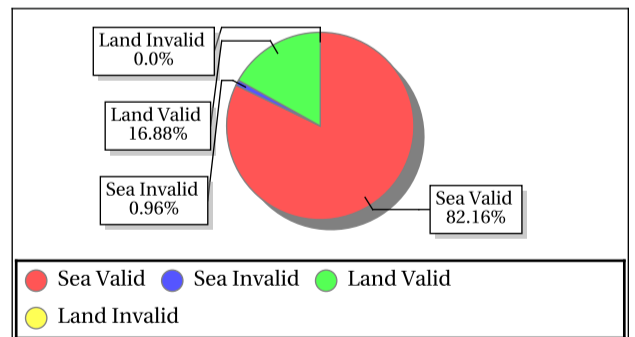 Land Invalid
0.0%
Land Valid
16.88%
Sea Invalid
0.96%
Sea Valid
82.16%
Sea Valid Sea Invalid Land Valid
Land Invalid